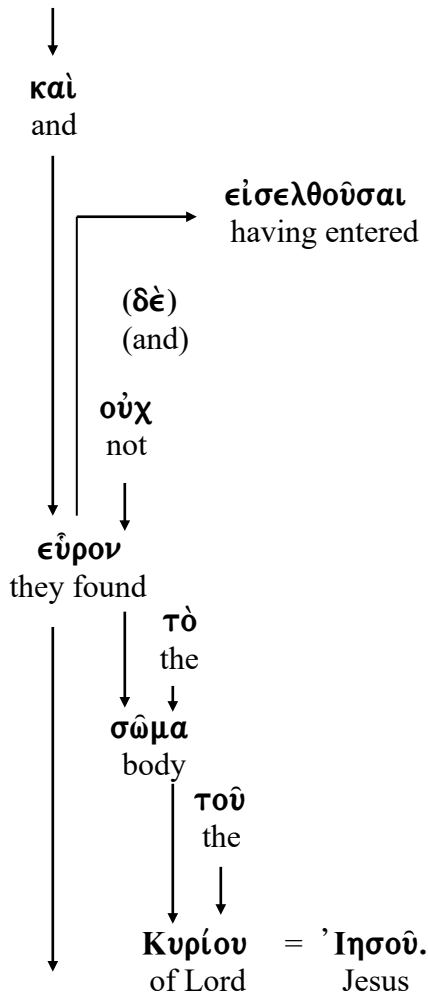 καὶ
and
εἰσελθοῦσαι
having entered
(δὲ)
(and)
οὐχ
not
εὗρον
they found
τὸ
the
σῶμα
body
τοῦ
the
Κυρίου = Ἰησοῦ.
of Lord Jesus